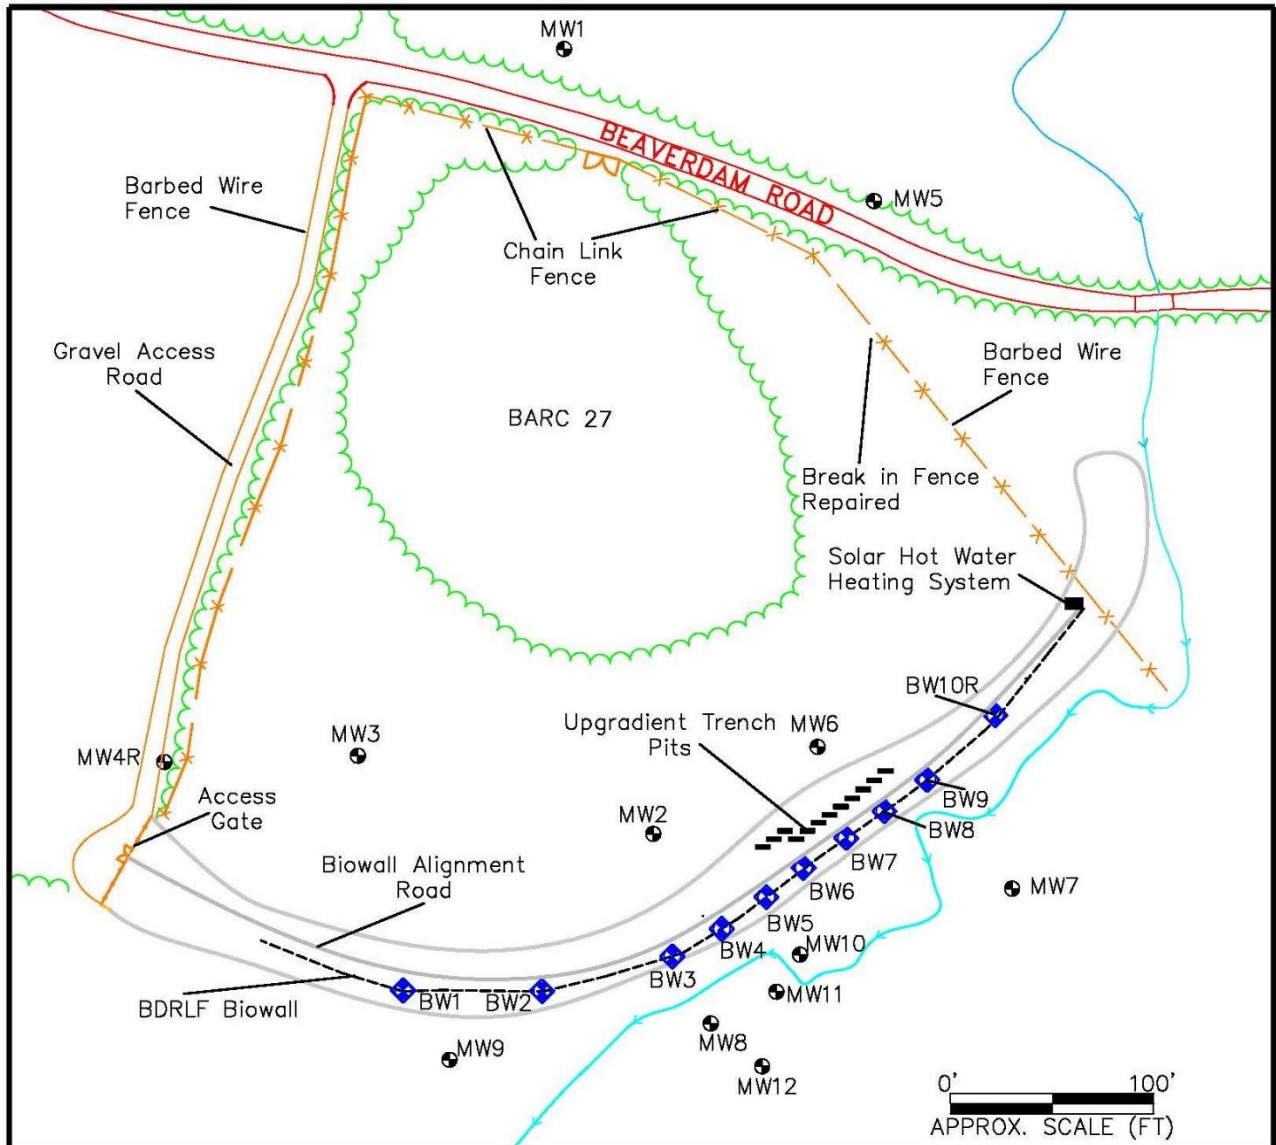 MW1
BEAVERDAM ROAD
Barbed Wire
Fence
MW5
Chain Link
Fence
Gravel Access
Road
Barbed Wire
Fence
BARC 27
Break in Fence
Repaired
Solar Hot Water
Heating System
BW10R
Upgradient Trench
Pits
MW6
MW3
MW4R
Access
Gate
MW2
BW9
BW8
BW7
Biowall Alignment
Road
BW6
MW7
BW5
BW4
MW10
BW3
BDRLF Biowall
BW1
BW2
MW11
MW8
MW9
MW12
0' 100'
APPROX. SCALE (FT)